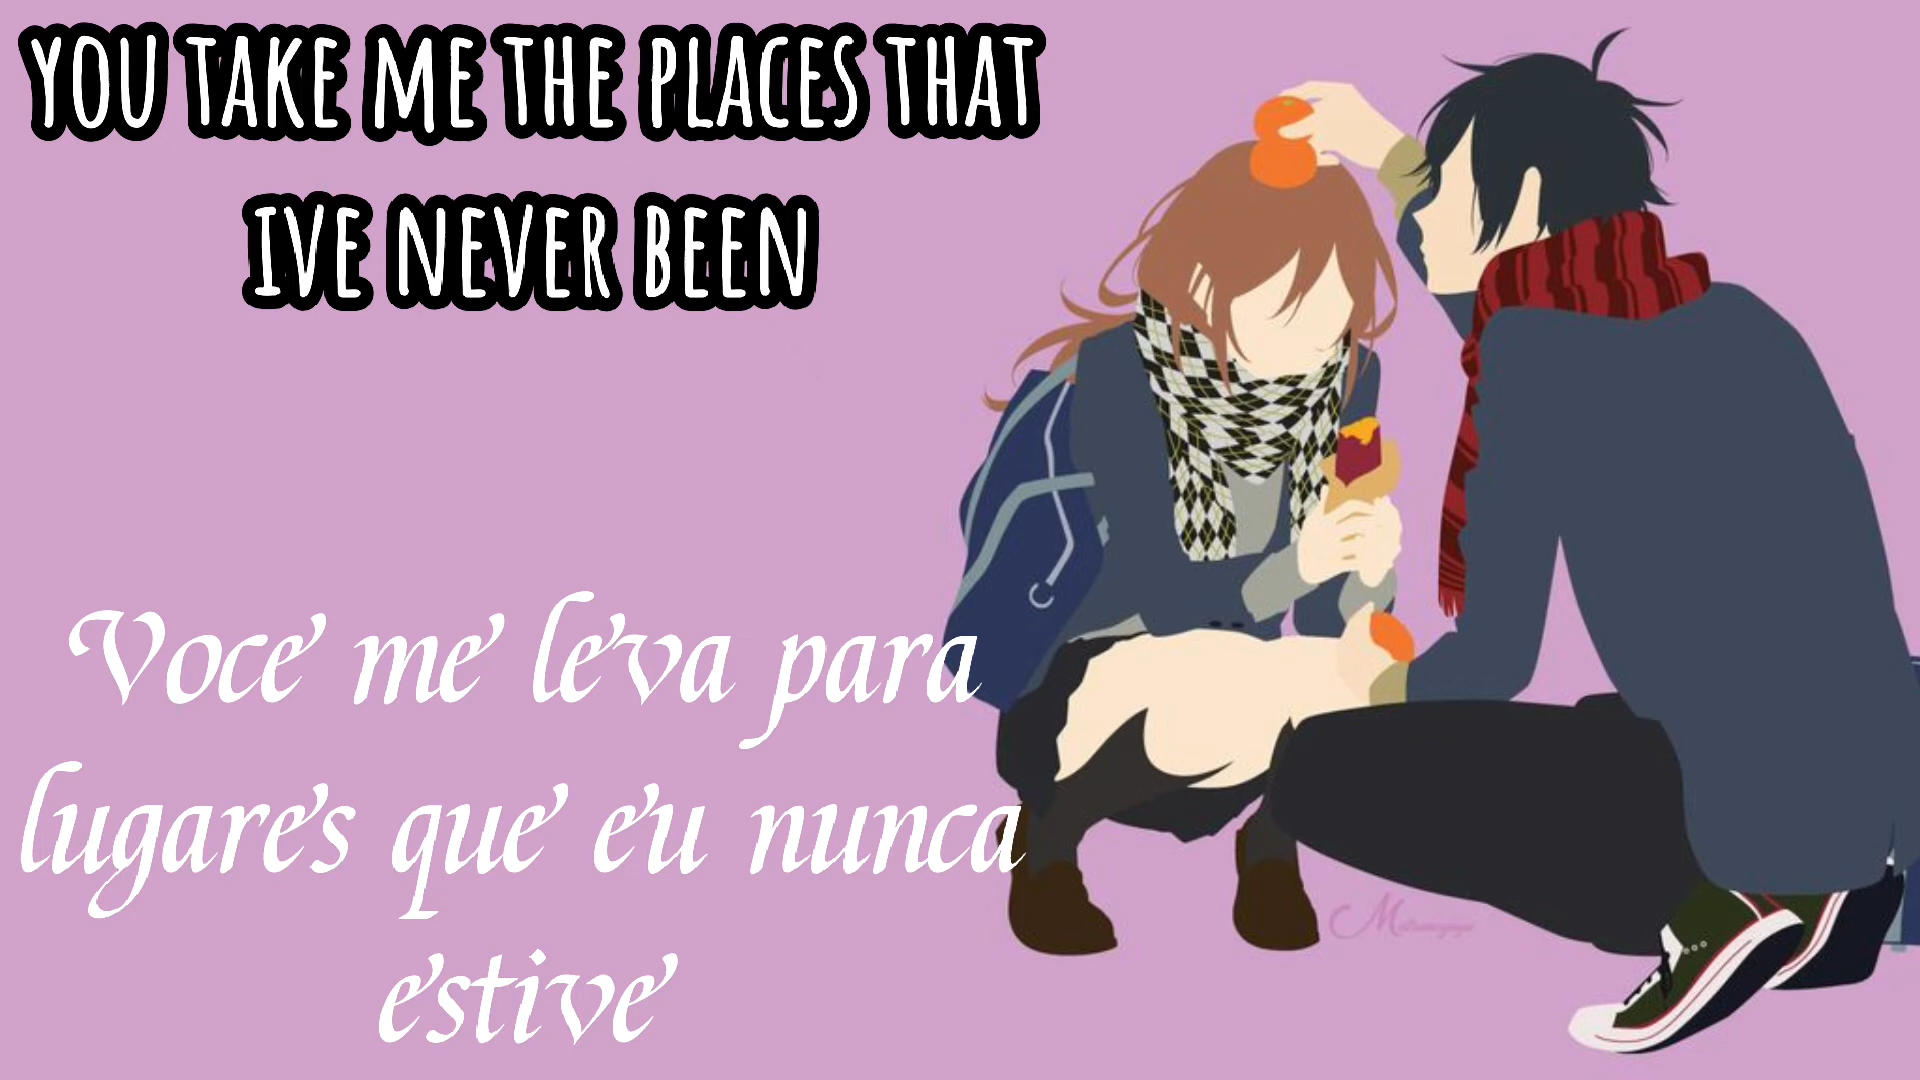 YOU TAKE ME THE PLACES THAT
IVE NEVER BEEN
Voce me leva para
lugares que eu nunca
estive